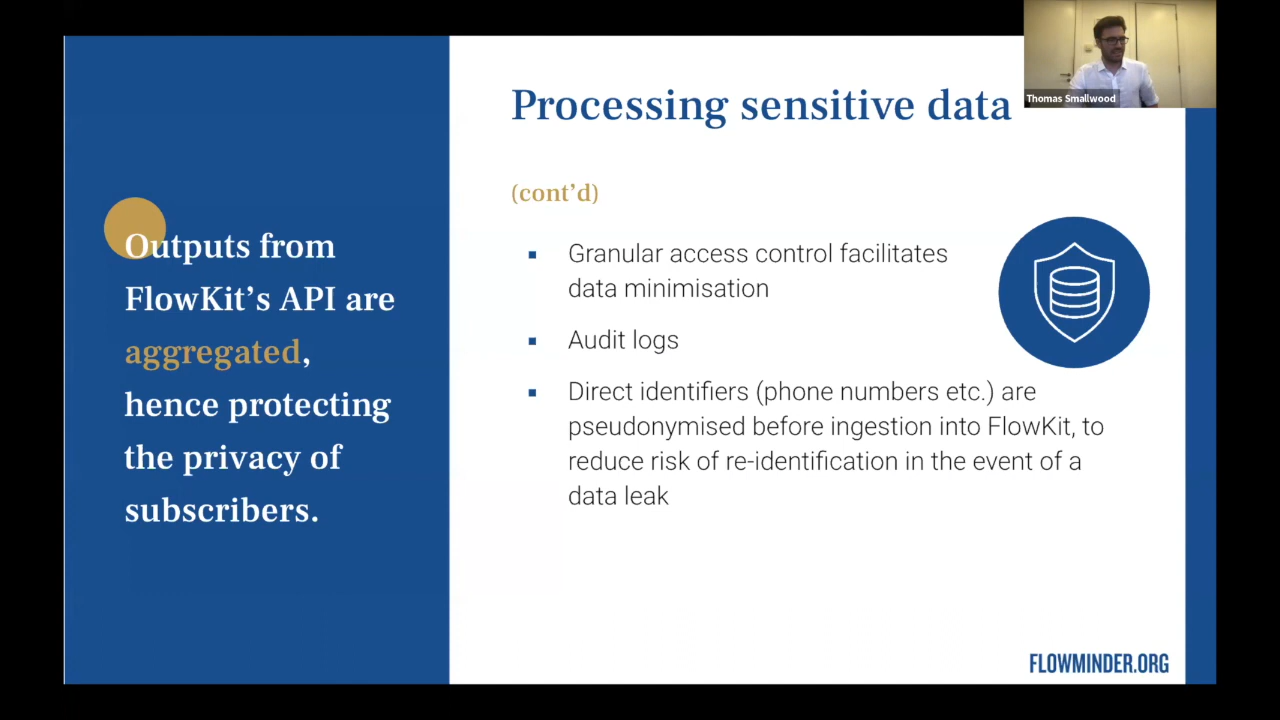 Outputs from
FlowKit’s API are
aggregated,
hence protecting
the privacy of
subscribers.
Processing sensitive data
(cont’d)
▪ Granular access control facilitates
data minimisation
▪ Audit logs
▪ Direct identifiers (phone numbers etc.) are
pseudonymised before ingestion into FlowKit, to
reduce risk of re-identification in the event of a
data leak
Thomas Smallwood
FLOWMINDER.ORG